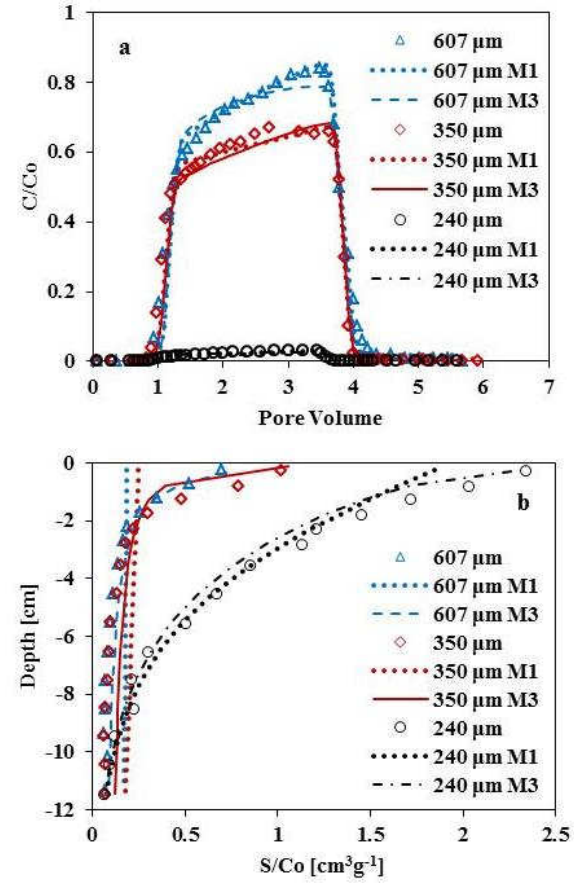 a
C/Co
1
0.8
0.6
0.4
0.2
0
0 1 2 3 4 5 6 7
Pore Volume
607 µm
607 µm M1
607 µm M3
350 µm
350 µm M1
350 µm M3
240 µm
240 µm M1
240 µm M3
b
Depth [cm]
0
-2
-4
-6
-8
-10
-12
0 0.5 1 1.5 2 2.5
S/Co [cm³g⁻¹]
607 µm
607 µm M1
607 µm M3
350 µm
350 µm M1
350 µm M3
240 µm
240 µm M1
240 µm M3